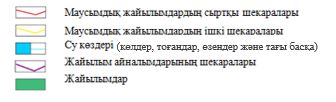 Маусымдық жайылымдардың сыртқы шекаралары
Маусымдық жайылымдардың ішкі шекаралары
Су көздері (көлдер, тоғандар, өзендер және тағы басқа)
Жайылым айналымдарының шекаралары
Жайылымдар